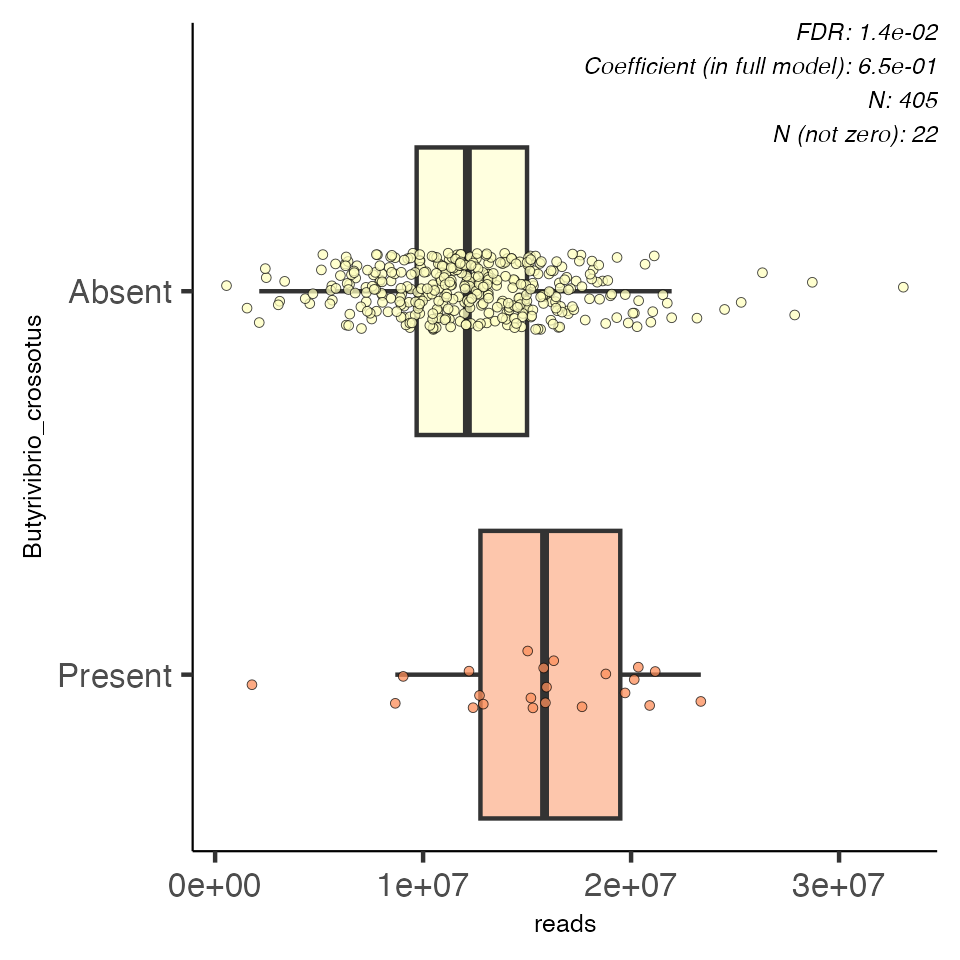 FDR: 1.4e-02
Coefficient (in full model): 6.5e-01
N: 405
N (not zero): 22
Butyrivibrio_crossotus
Absent
Present
0e+00 1e+07 2e+07 3e+07
reads